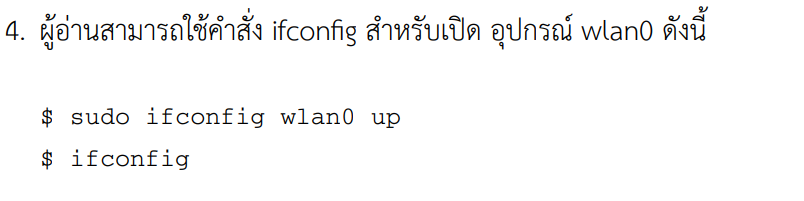 4. ผู้อ่านสามารถใช้คำสั่ง ifconfig สำหรับเปิด อุปกรณ์ wlan0 ดังนี้
$ sudo ifconfig wlan0 up
$ ifconfig